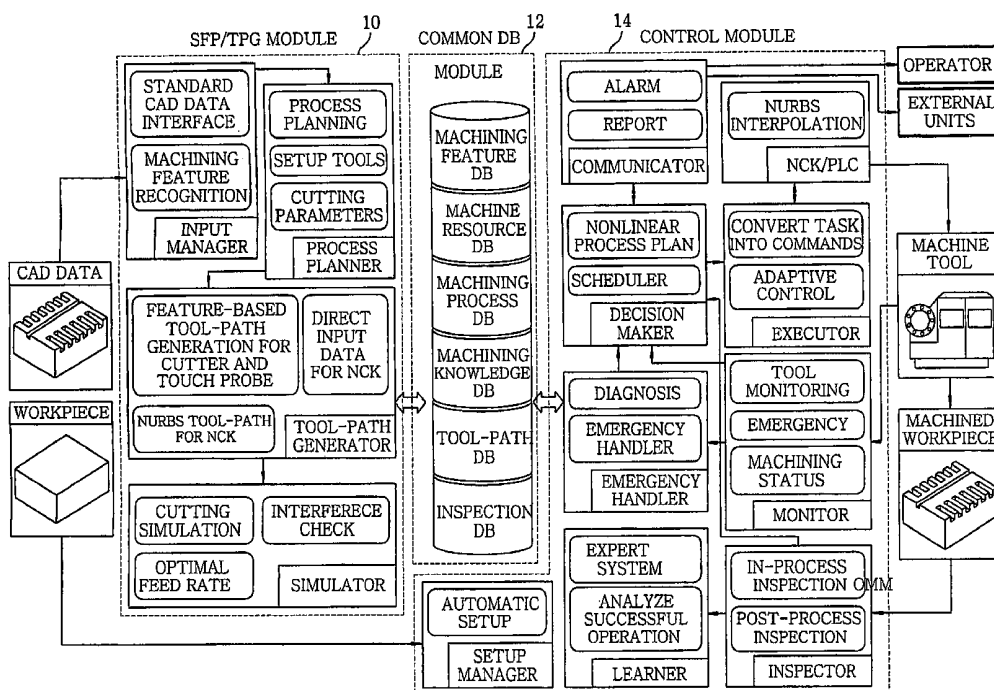 10
SFP/TPG MODULE
12
COMMON DB
MODULE
14
CONTROL MODULE
STANDARD
CAD DATA
INTERFACE
MACHINING
FEATURE
RECOGNITION
INPUT
MANAGER
PROCESS
PLANNING
SETUP TOOLS
CUTTING
PARAMETERS
PROCESS
PLANNER
CAD DATA
WORKPIECE
FEATURE-BASED
TOOL-PATH
GENERATION FOR
CUTTER AND
TOUCH PROBE
DIRECT
INPUT
DATA
FOR NCK
NURBS TOOL-PATH
FOR NCK
TOOL-PATH
GENERATOR
CUTTING
SIMULATION
INTERFERECE
CHECK
OPTIMAL
FEED RATE
SIMULATOR
MACHINING
FEATURE
DB
MACHINE
RESOURCE
DB
MACHINING
PROCESS
DB
MACHINING
KNOWLEDGE
DB
TOOL-PATH
DB
INSPECTION
DB
AUTOMATIC
SETUP
SETUP
MANAGER
ALARM
REPORT
COMMUNICATOR
NURBS
INTERPOLATION
NCK/PLC
OPERATOR
EXTERNAL
UNITS
NONLINEAR
PROCESS PLAN
SCHEDULER
DECISION
MAKER
CONVERT TASK
INTO COMMANDS
ADAPTIVE
CONTROL
EXECUTOR
MACHINE
TOOL
DIAGNOSIS
EMERGENCY
HANDLER
EMERGENCY
HANDLER
TOOL
MONITORING
EMERGENCY
MACHINING
STATUS
MONITOR
MACHINED
WORKPIECE
EXPERT
SYSTEM
ANALYZE
SUCCESSFUL
OPERATION
LEARNER
IN-PROCESS
INSPECTION OMM
POST-PROCESS
INSPECTION
INSPECTOR